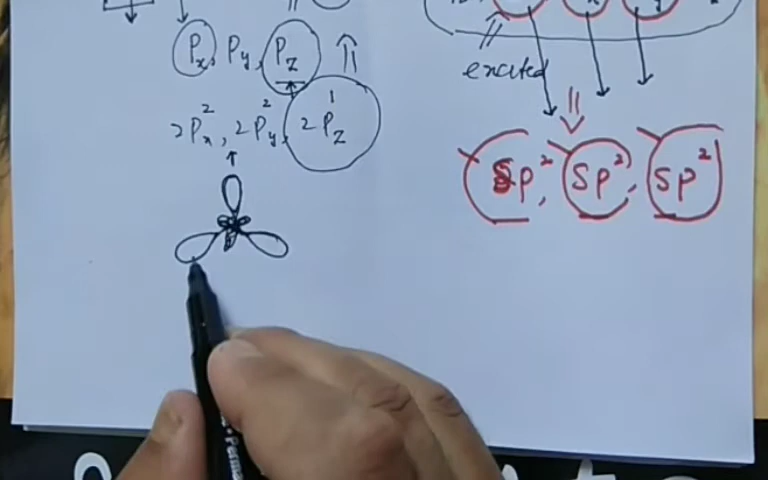 Px, Py, Pz
excited
2Px², 2Py², 2Pz¹
Sp², Sp², Sp²